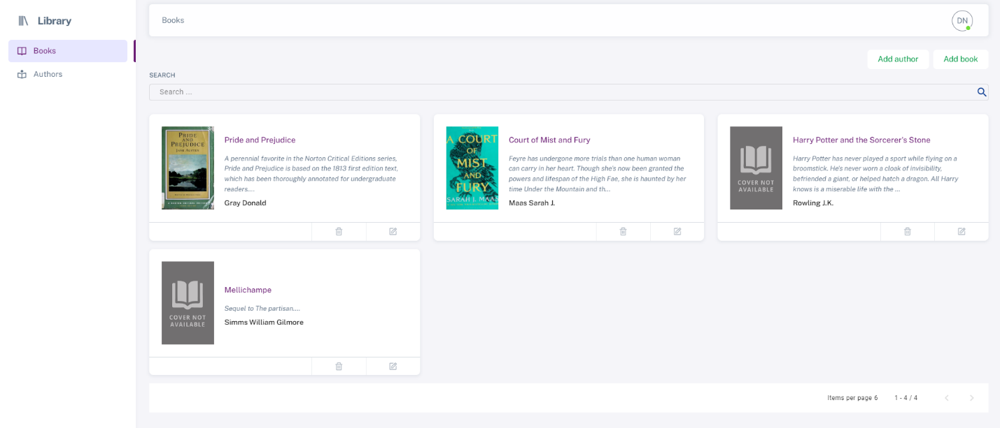 Library
Books
Authors
Books
DN
Add author
Add book
SEARCH
Search ...
PRIDE
AND
PREJUDICE
JANE AUSTEN
Pride and Prejudice
A perennial favorite in the Norton Critical Editions series,
Pride and Prejudice is based on the 1813 first edition text,
which has been thoroughly annotated for undergraduate
readers....
Gray Donald
A COURT
OF
MIST
AND
FURY
SARAH J. MAAS
Court of Mist and Fury
Feyre has undergone more trials than one human woman
can carry in her heart. Though she's now been granted the
powers and lifespan of the High Fae, she is haunted by her
time Under the Mountain and th...
Maas Sarah J.
COVER NOT
AVAILABLE
Harry Potter and the Sorcerer's Stone
Harry Potter has never played a sport while flying on a
broomstick. He's never worn a cloak of invisibility,
befriended a giant, or helped hatch a dragon. All Harry
knows is a miserable life with the ...
Rowling J.K.
COVER NOT
AVAILABLE
Mellichampe
Sequel to The partisan....
Simms William Gilmore
Items per page 6
1 - 4 / 4